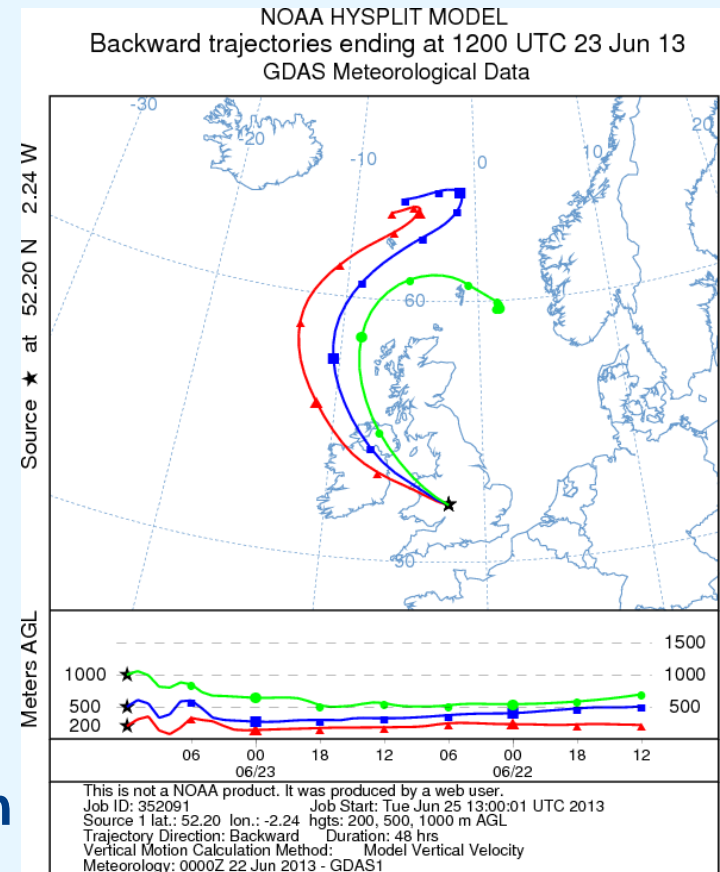 NOAA HYSPLIT MODEL
Backward trajectories ending at 1200 UTC 23 Jun 13
GDAS Meteorological Data
Source ★ at 52.20 N 2.24 W
-30
-20
-10
0
10
20
60
50
Meters AGL
1500
1000
1000
500
500
200
06 00 18 12 06 00 18 12
06/23 06/22
This is not a NOAA product. It was produced by a web user.
Job ID: 352091 Job Start: Tue Jun 25 13:00:01 UTC 2013
Source 1 lat.: 52.20 lon.: -2.24 hgts: 200, 500, 1000 m AGL
Trajectory Direction: Backward Duration: 48 hrs
Vertical Motion Calculation Method: Model Vertical Velocity
Meteorology: 0000Z 22 Jun 2013 - GDAS1